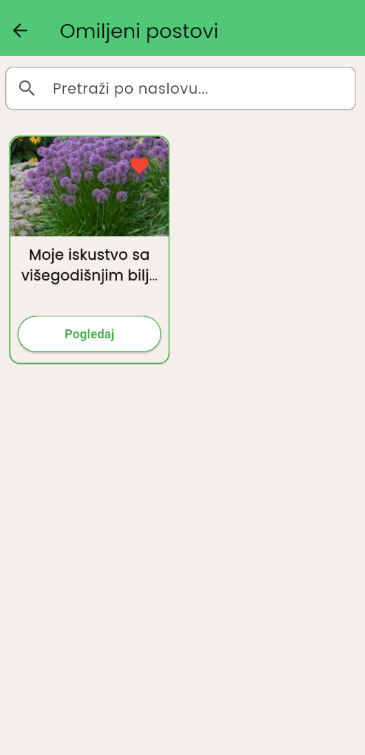 Omiljeni postovi
Pretraži po naslovu...
Moje iskustvo sa
višegodišnjim bilj...
Pogledaj